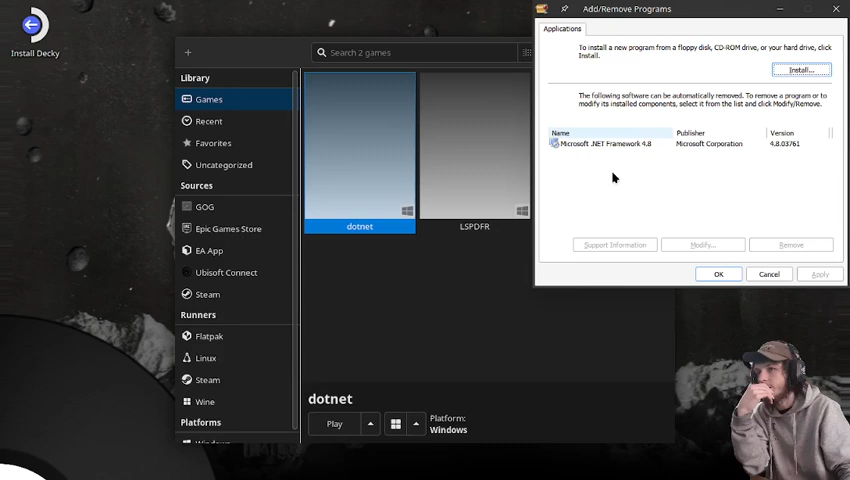 Install Decky
Search 2 games
Library
Games
Recent
Favorites
Uncategorized
Sources
GOG
Epic Games Store
EA App
Ubisoft Connect
Steam
Runners
Flatpak
Linux
Steam
Wine
Platforms
Windows
dotnet
LSPDFR
dotnet
Play
Platform:
Windows
Add/Remove Programs
Applications
To install a new program from a floppy disk, CD-ROM drive, or your hard drive, click
Install.
Install...
The following software can be automatically removed. To remove a program or to
modify its installed components, select it from the list and click Modify/Remove.
Name Publisher Version
Microsoft .NET Framework 4.8 Microsoft Corporation 4.8.03761
Support Information Modify... Remove
OK Cancel Apply